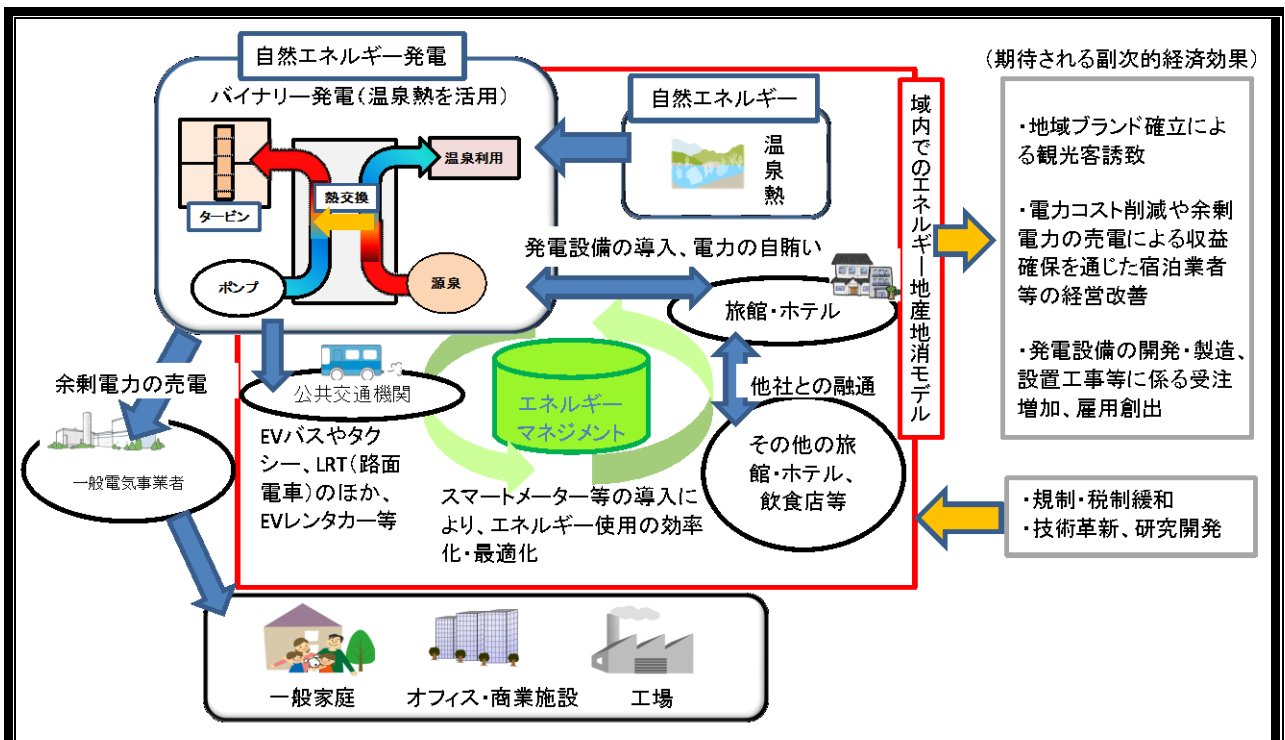 自然エネルギー発電
バイナリー発電(温泉熱を活用)
タービン
熱交換
温泉利用
ポンプ
源泉
自然エネルギー
温泉熱
発電設備の導入、電力の自賄い
旅館・ホテル
他社との融通
その他の旅
館・ホテル、
飲食店等
域内でのエネルギー地産地消モデル
(期待される副次的経済効果)
・地域ブランド確立によ
る観光客誘致
・電力コスト削減や余剰
電力の売電による収益
確保を通じた宿泊業者
等の経営改善
・発電設備の開発・製造、
設置工事等に係る受注
増加、雇用創出
・規制・税制緩和
・技術革新、研究開発
余剰電力の売電
一般電気事業者
公共交通機関
EVバスやタク
シー、LRT(路面
電車)のほか、
EVレンタカー等
エネルギー
マネジメント
スマートメーター等の導入に
より、エネルギー使用の効率
化・最適化
一般家庭
オフィス・商業施設
工場